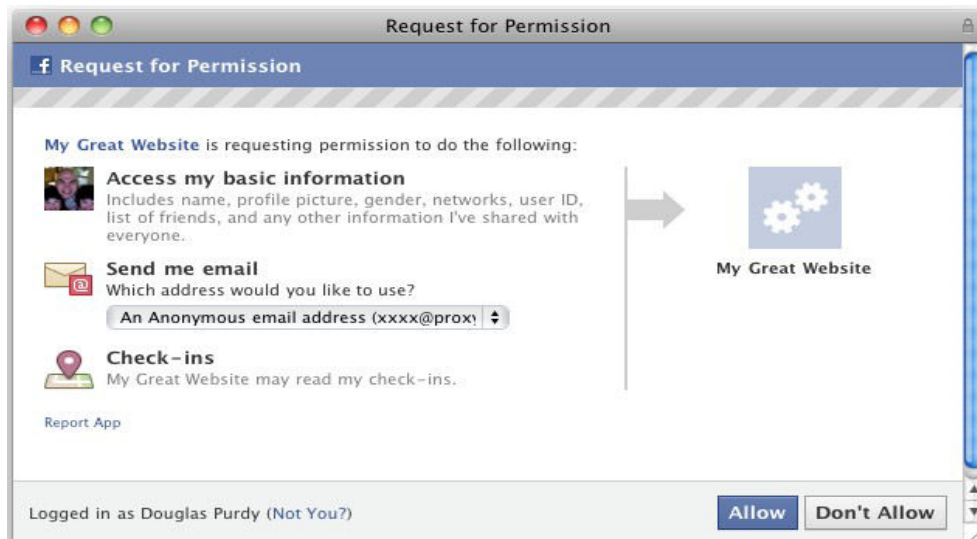 Request for Permission
f Request for Permission
My Great Website is requesting permission to do the following:
Access my basic information
Includes name, profile picture, gender, networks, user ID,
list of friends, and any other information I've shared with
everyone.
Send me email
Which address would you like to use?
An Anonymous email address (xxxx@proxy
Check-ins
My Great Website may read my check-ins.
Report App
My Great Website
Logged in as Douglas Purdy (Not You?)
Allow
Don't Allow